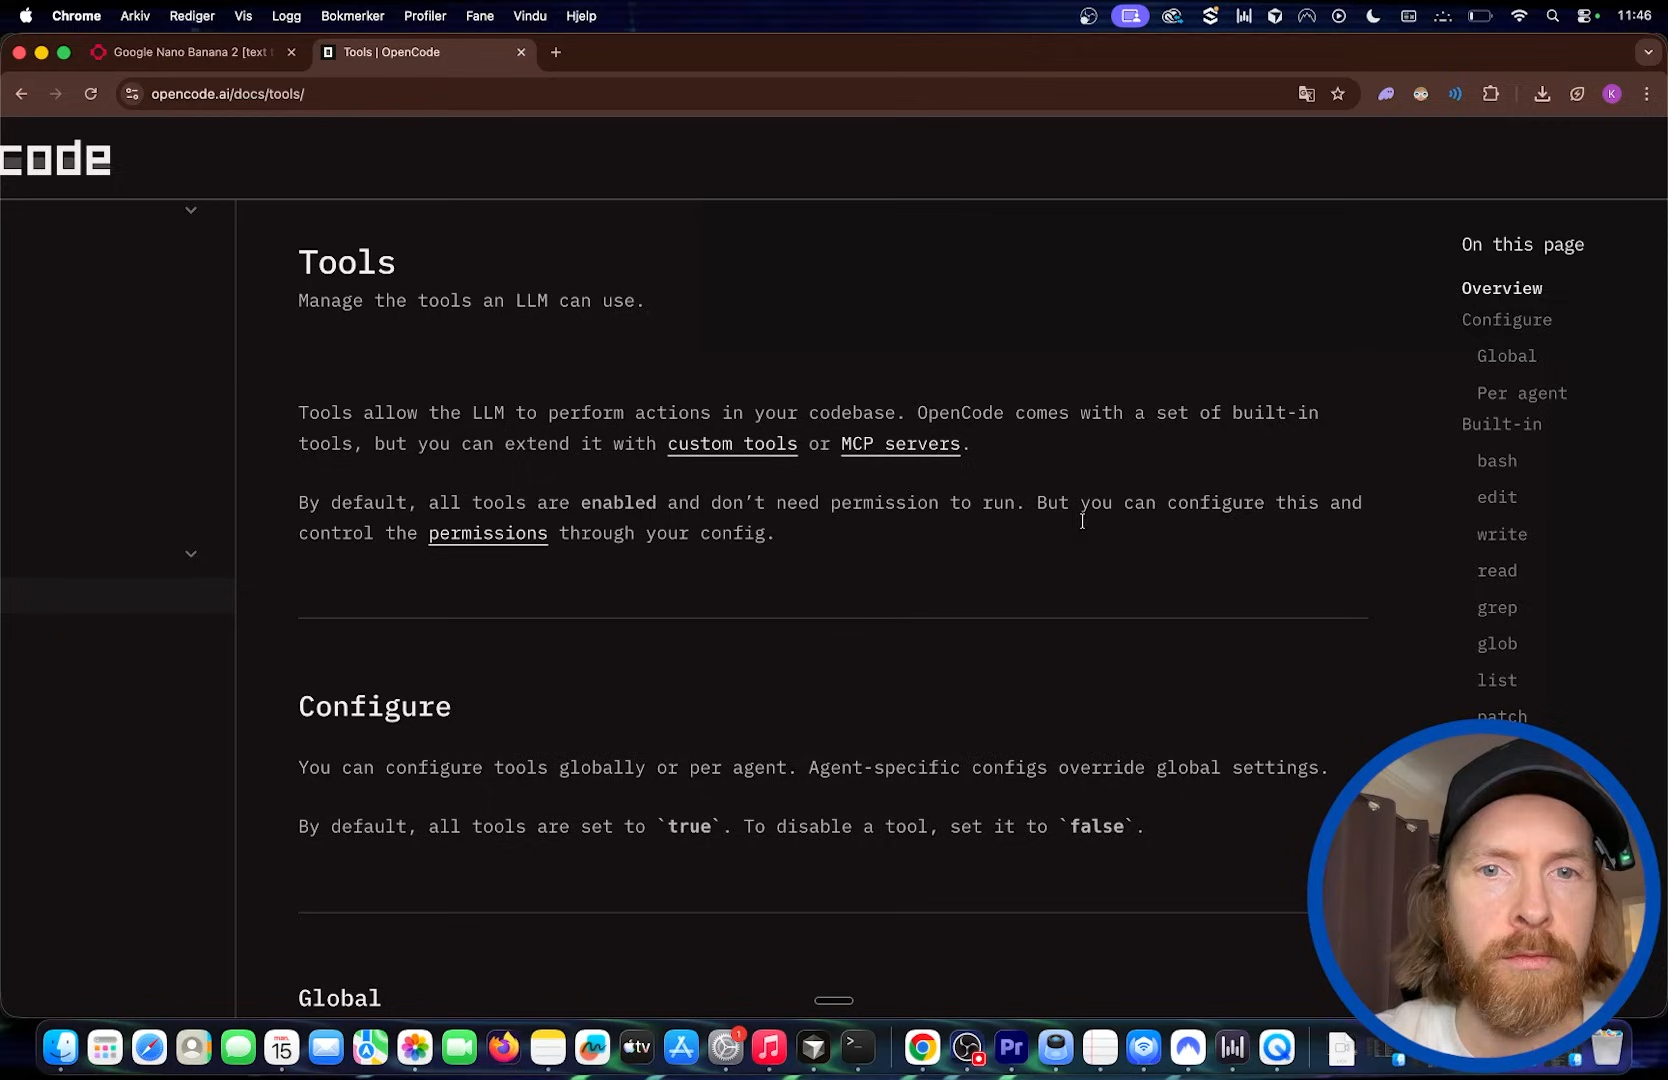 Chrome Arkiv Rediger Vis Logg Bokmerker Profiler Fane Vindu Hjelp 11:46
Google Nano Banana 2 [text Tools | OpenCode
opencode.ai/docs/tools/ K
code
Tools
Manage the tools an LLM can use.
Tools allow the LLM to perform actions in your codebase. OpenCode comes with a set of built-in
tools, but you can extend it with custom tools or MCP servers.
By default, all tools are enabled and don’t need permission to run. But you can configure this and
control the permissions through your config.
Configure
You can configure tools globally or per agent. Agent-specific configs override global settings.
By default, all tools are set to `true`. To disable a tool, set it to `false`.
Global
On this page
Overview
Configure
Global
Per agent
Built-in
bash
edit
write
read
grep
glob
list
patch
15 tv 1 Pr